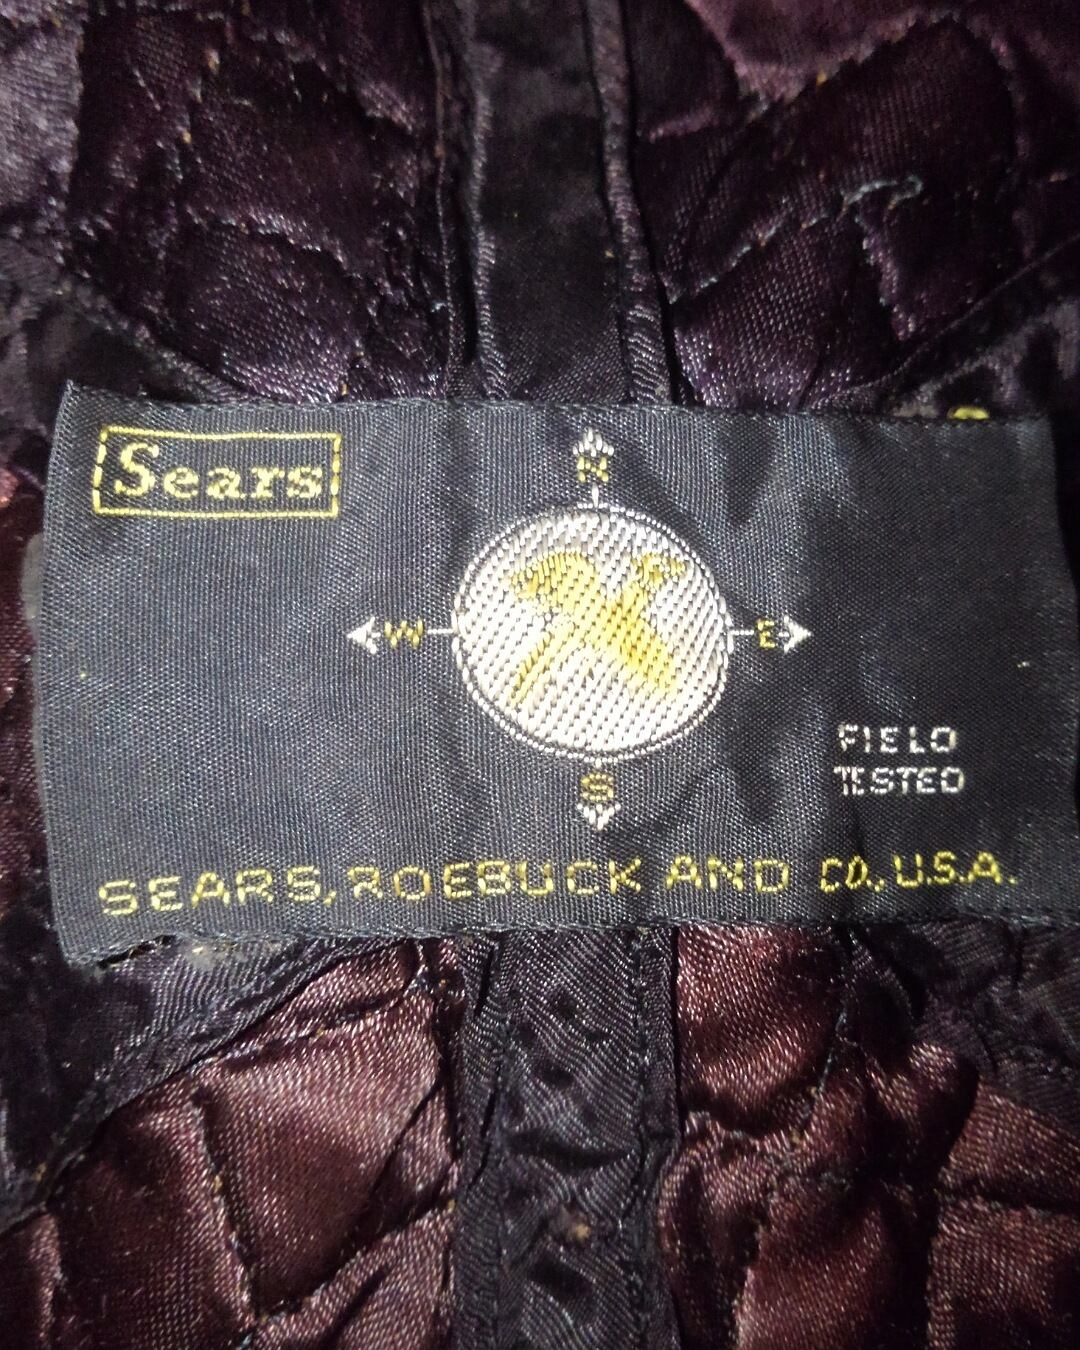 Sears
N
W E
S
FIELD
TESTED
SEARS, ROEBUCK AND CO., U.S.A.